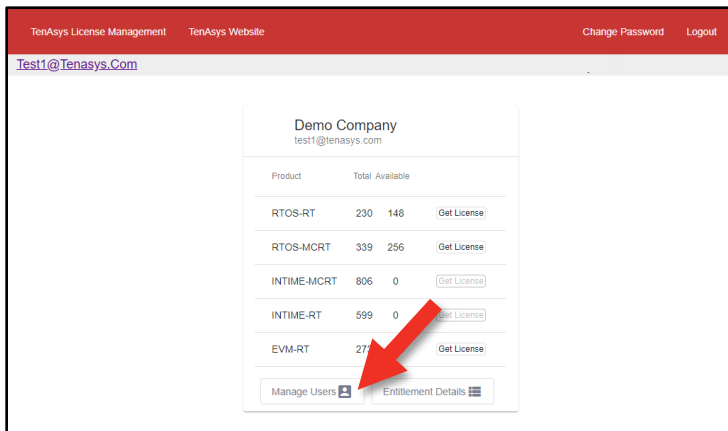 TenAsys License Management TenAsys Website Change Password Logout
Test1@Tenasys.Com
Demo Company
test1@tenasys.com
Product Total Available
RTOS-RT 230 148 Get License
RTOS-MCRT 339 256 Get License
INTIME-MCRT 806 0 Get License
INTIME-RT 599 0 Get License
EVM-RT Get License
Manage Users Entitlement Details